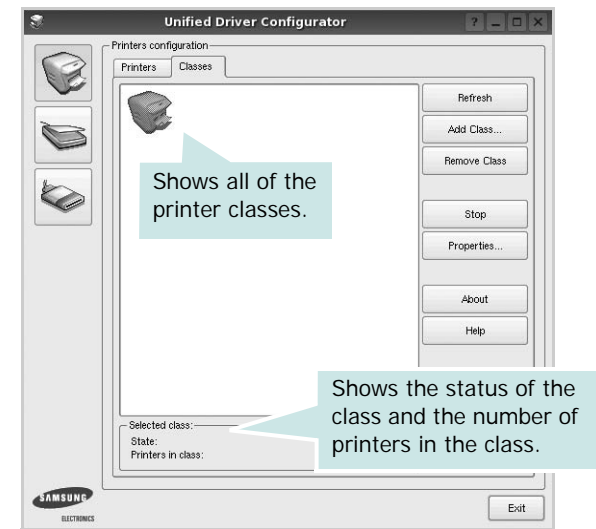 Unified Driver Configurator
Printers configuration
Printers
Classes
Refresh
Add Class...
Remove Class
Stop
Properties...
About
Help
Shows all of the
printer classes.
Shows the status of the
class and the number of
printers in the class.
Selected class:
State:
Printers in class:
SAMSUNG
ELECTRONICS
Exit